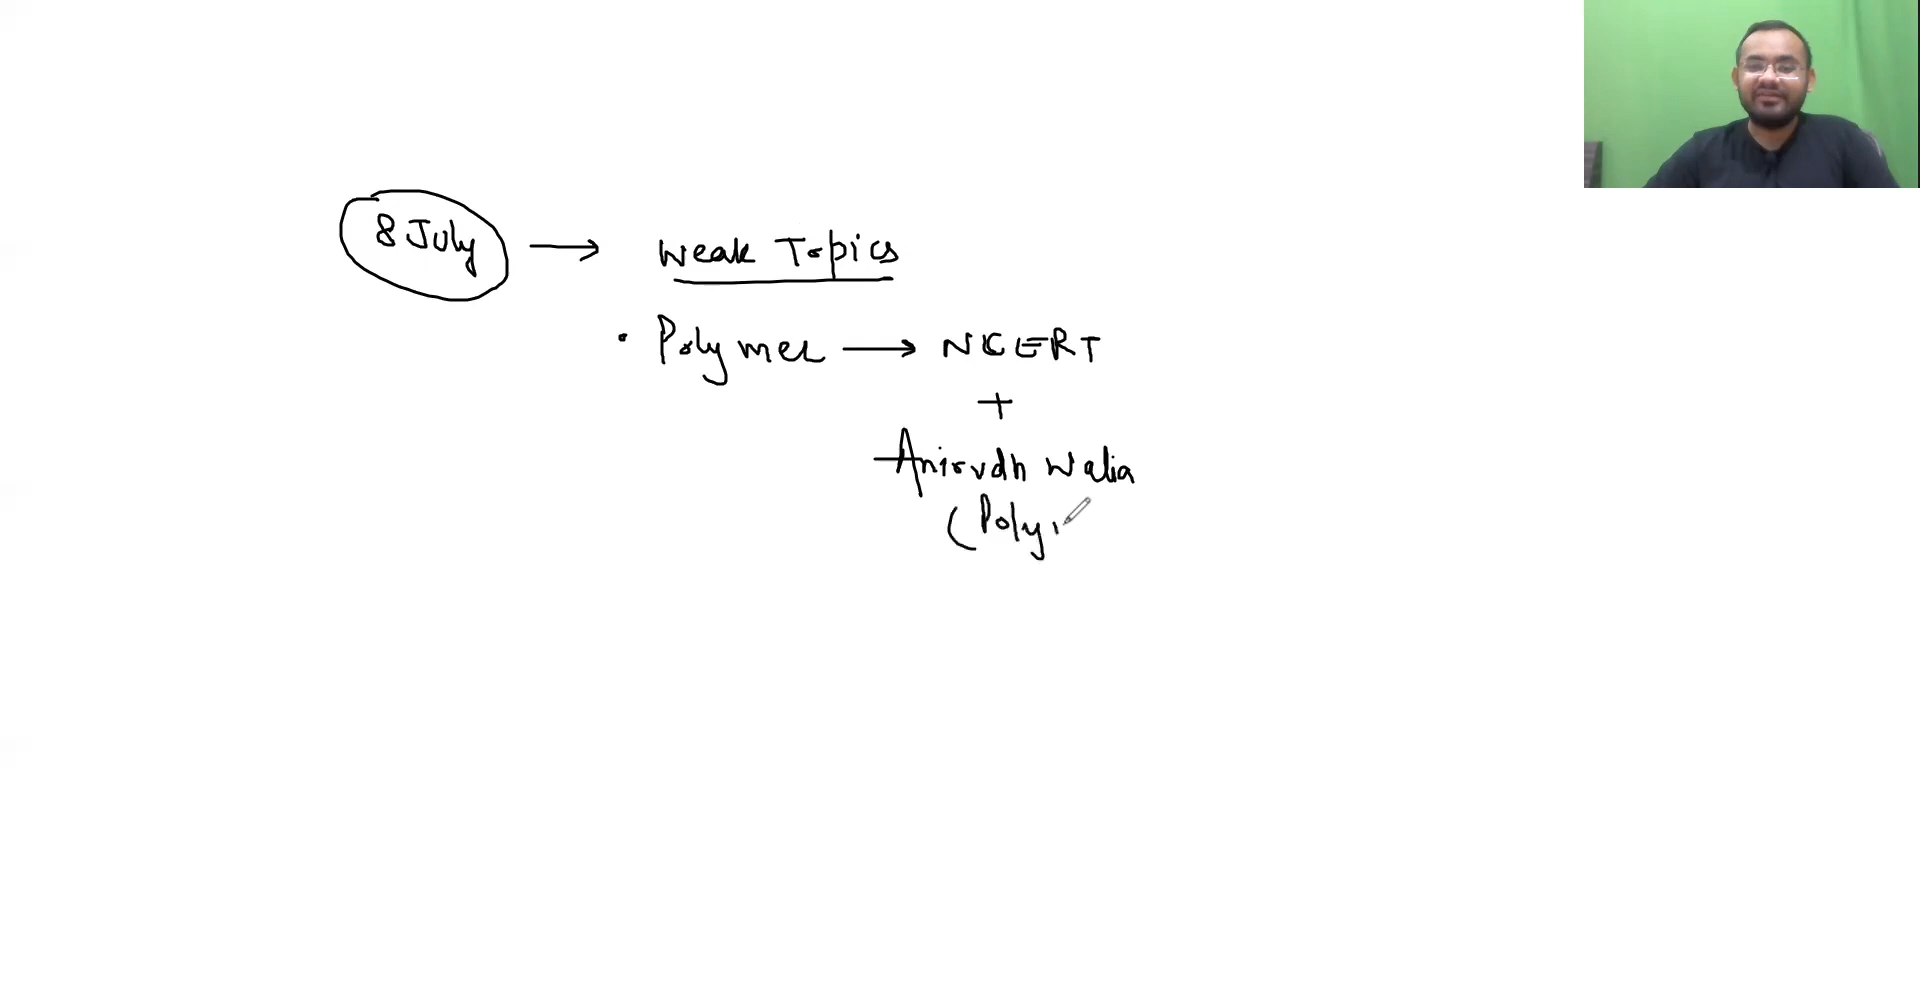 8 July → Weak Topics
• Polymer → NCERT
+
Anirudh Walia
(Poly